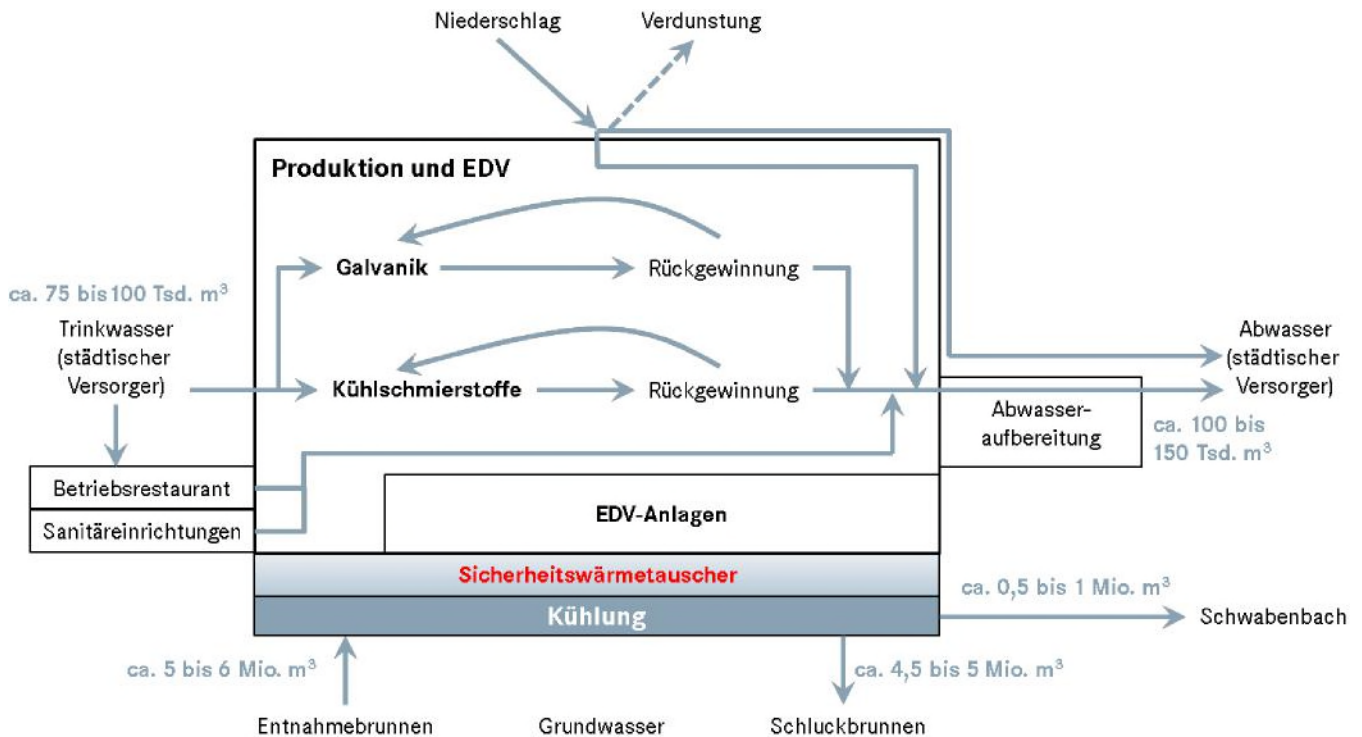 Niederschlag
Verdunstung
Produktion und EDV
Galvanik
Rückgewinnung
ca. 75 bis 100 Tsd. m³
Trinkwasser
(städtischer
Versorger)
Kühlschmierstoffe
Rückgewinnung
Abwasser
(städtischer
Versorger)
Abwasser-
aufbereitung
ca. 100 bis
150 Tsd. m³
Betriebsrestaurant
Sanitäreinrichtungen
EDV-Anlagen
Sicherheitswärmetauscher
Kühlung
ca. 0,5 bis 1 Mio. m³
Schwabenbach
ca. 5 bis 6 Mio. m³
ca. 4,5 bis 5 Mio. m³
Entnahmebrunnen
Grundwasser
Schluckbrunnen